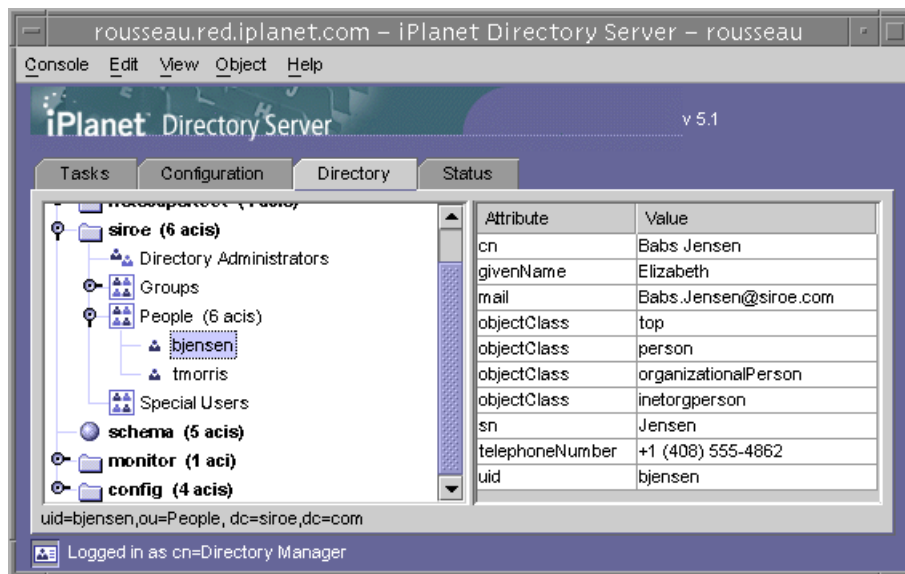 rousseau.red.iplanet.com – iPlanet Directory Server – rousseau
Console Edit View Object Help
iPlanet Directory Server
v 5.1
Tasks Configuration Directory Status
siroe (6 acis)
Directory Administrators
Groups
People (6 acis)
bjensen
tmorris
Special Users
schema (5 acis)
monitor (1 aci)
config (4 acis)
Attribute Value
cn Babs Jensen
givenName Elizabeth
mail Babs.Jensen@siroe.com
objectClass top
objectClass person
objectClass organizationalPerson
objectClass inetorgperson
sn Jensen
telephoneNumber +1 (408) 555-4862
uid bjensen
uid=bjensen,ou=People, dc=siroe,dc=com
Logged in as cn=Directory Manager